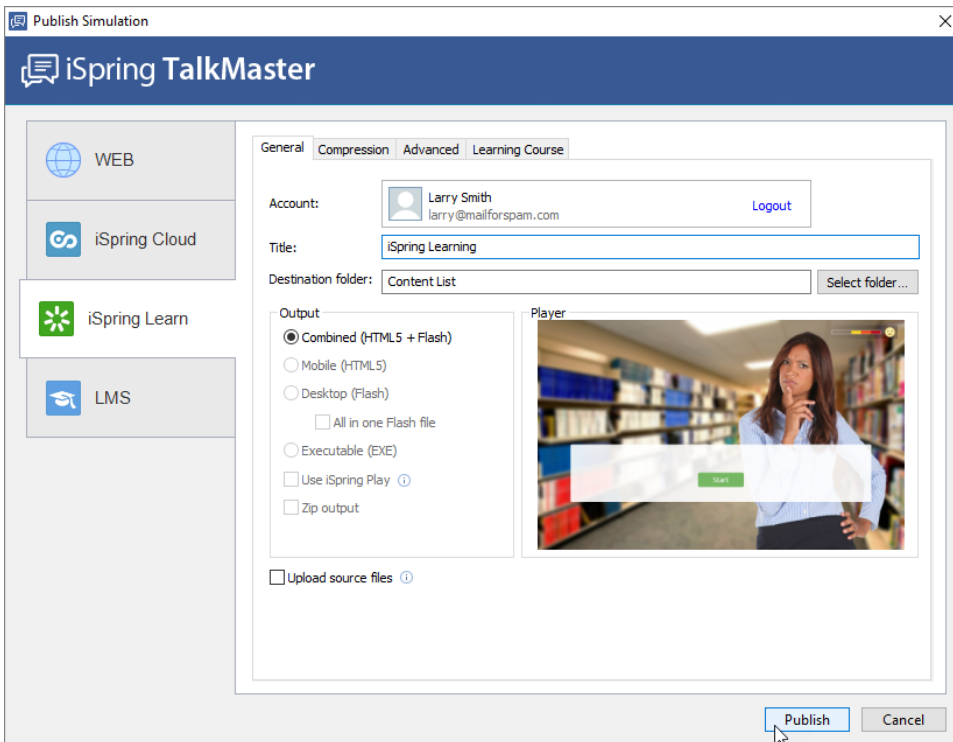 Publish Simulation
iSpring TalkMaster
WEB
iSpring Cloud
iSpring Learn
LMS
General Compression Advanced Learning Course
Account:
Larry Smith
larry@mailforspam.com
Logout
Title:
iSpring Learning
Destination folder:
Content List
Select folder...
Output
Combined (HTML5 + Flash)
Mobile (HTML5)
Desktop (Flash)
All in one Flash file
Executable (EXE)
Use iSpring Play
Zip output
Player
Start
Upload source files
Publish Cancel